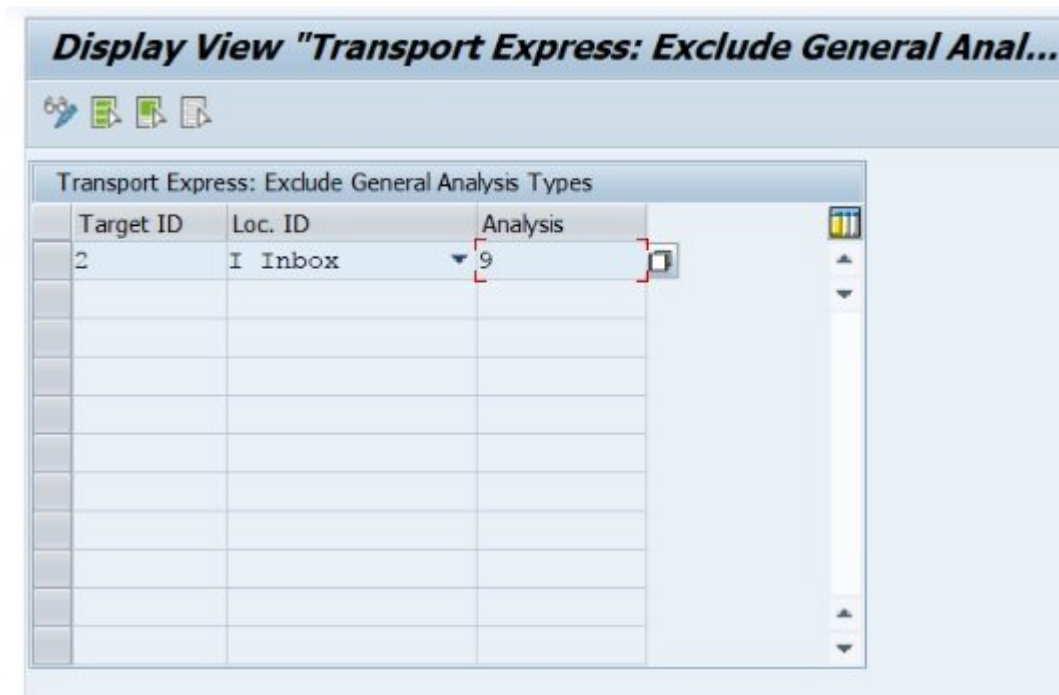 Display View "Transport Express: Exclude General Anal...
Transport Express: Exclude General Analysis Types
Target ID Loc. ID Analysis
2 I Inbox 9